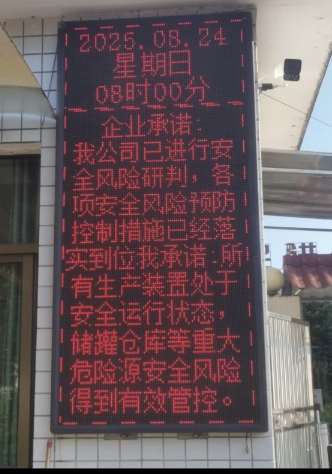 2025.08.24
星期日
08时00分
企业承诺:
我公司已进行安
全风险研判，各
项安全风险预防
控制措施已经落
实到位我承诺:所
有生产装置处于
安全运行状态，
储罐仓库等重大
危险源安全风险
得到有效管控。